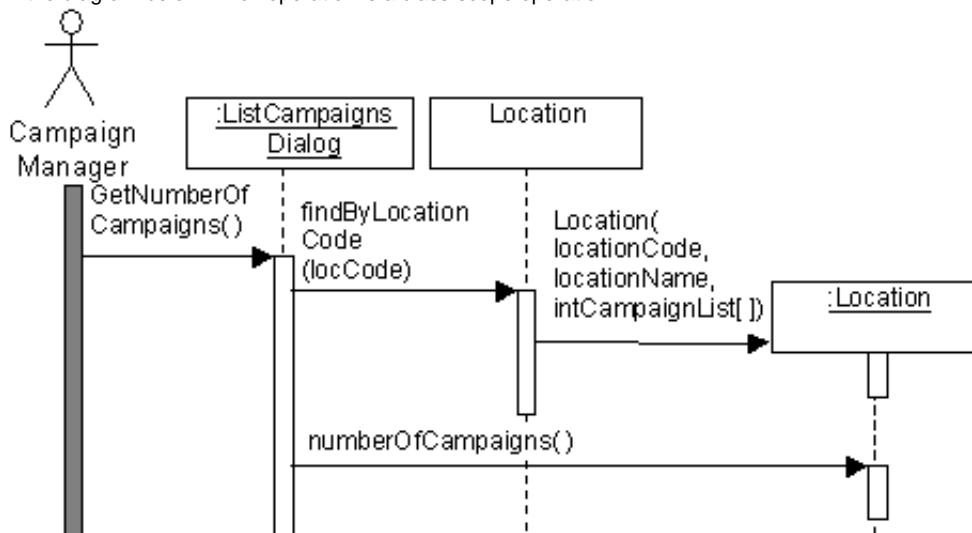 :ListCampaigns
Dialog
Location
Campaign
Manager
GetNumberOf
Campaigns()
findByLocation
Code
(locCode)
Location(
locationCode,
locationName,
intCampaignList[ ])
:Location
numberOfCampaigns()